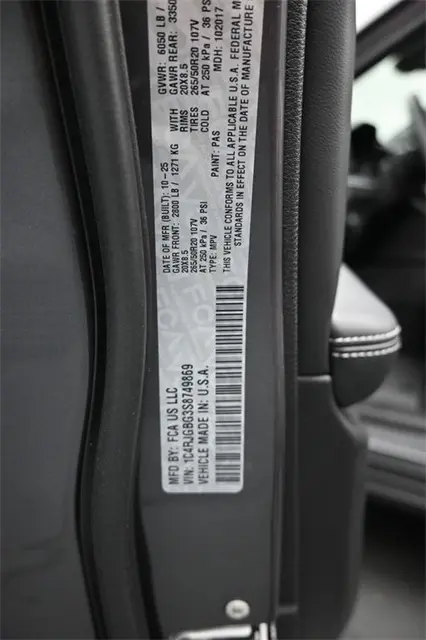 MFD BY: FCA US LLC
VIN: 1C4RJGBG3S8749869
VEHICLE MADE IN: U.S.A.
DATE OF MFR (BUILT): 10-25
GAWR FRONT: 2800 LB / 1271 KG WITH
20X8.5 RIMS
265/50R20 107V TIRES
AT 250 kPa / 36 PSI COLD
TYPE: MPV PAINT: PAS
THIS VEHICLE CONFORMS TO ALL APPLICABLE U.S.A. FEDERAL M
STANDARDS IN EFFECT ON THE DATE OF MANUFACTURE
GVWR: 6050 LB /
GAWR REAR: 3350
20X8.5
265/50R20 107V
AT 250 kPa / 36 PS
MDH: 102017